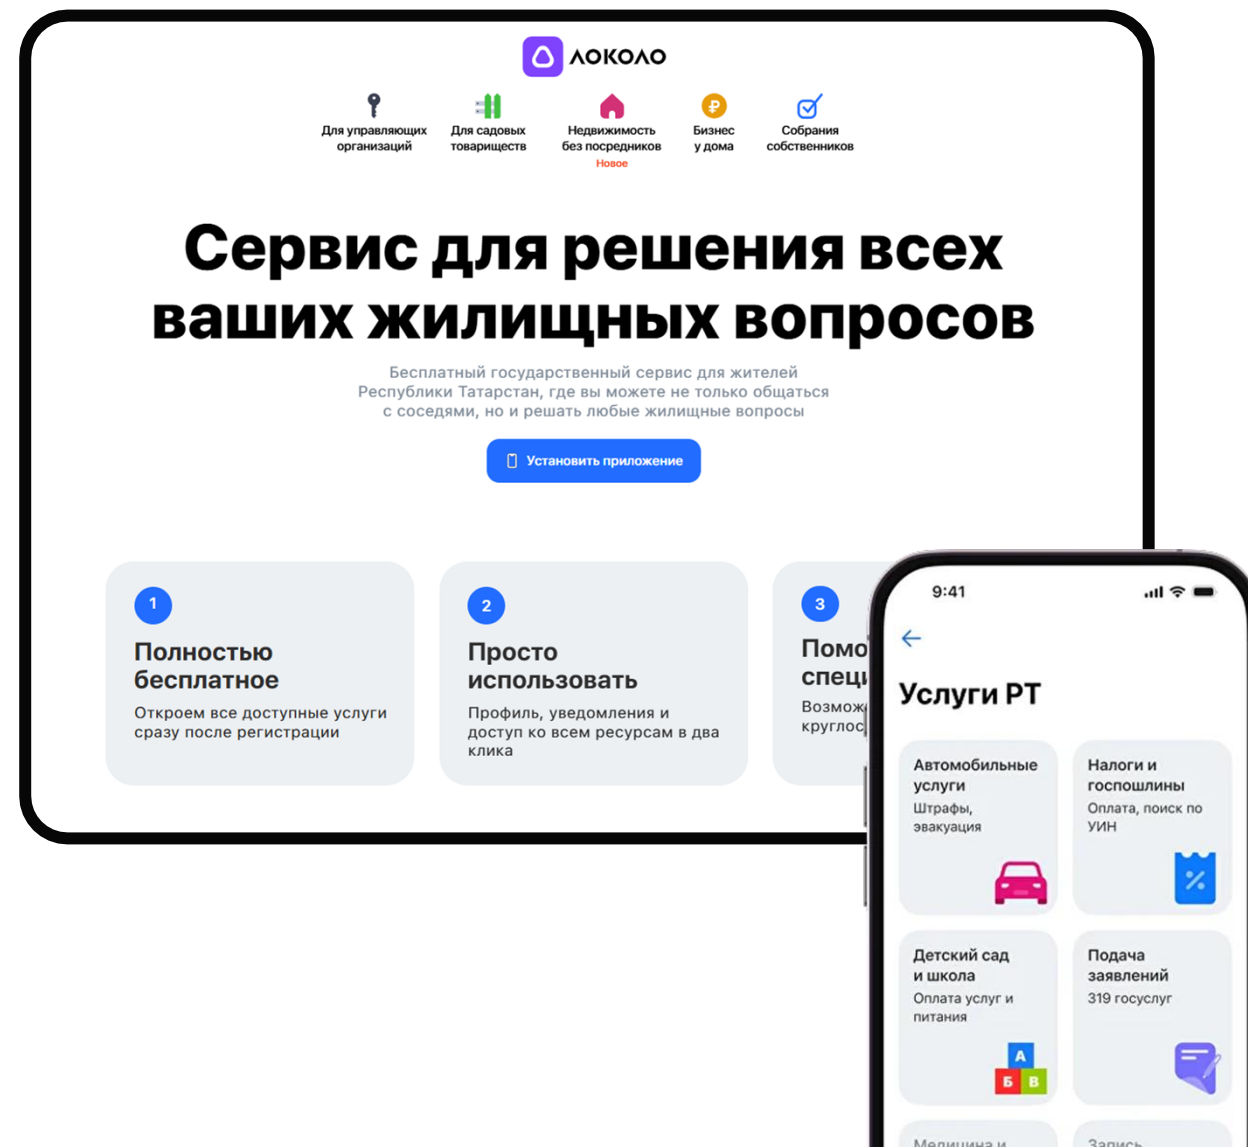 ЛОКОЛО
Для управляющих
организаций
Для садовых
товариществ
Недвижимость
без посредников
Новое
Бизнес
у дома
Собрания
собственников
Сервис для решения всех
ваших жилищных вопросов
Бесплатный государственный сервис для жителей
Республики Татарстан, где вы можете не только общаться
с соседями, но и решать любые жилищные вопросы
Установить приложение
1
Полностью
бесплатное
Откроем все доступные услуги
сразу после регистрации
2
Просто
использовать
Профиль, уведомления и
доступ ко всем ресурсам в два
клика
3
9:41
Услуги РТ
Автомобильные
услуги
Штрафы,
эвакуация
Налоги и
госпошлины
Оплата, поиск по
УИН
%
Детский сад
и школа
Оплата услуг и
питания
А
Б В
Подача
заявлений
319 госуслуг
Медицина и
Запись